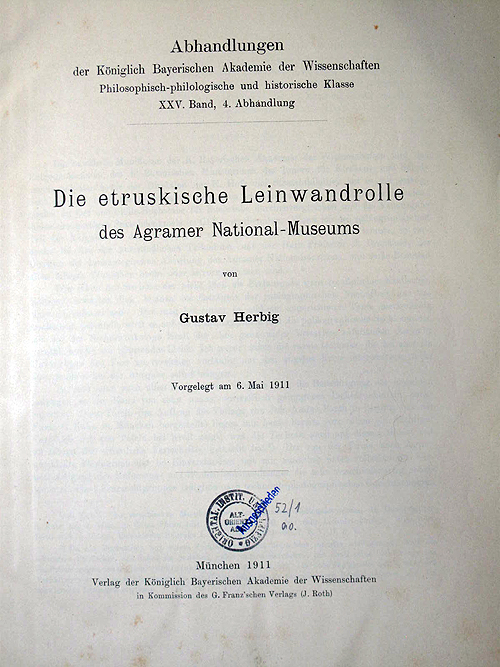 Abhandlungen
der Königlich Bayerischen Akademie der Wissenschaften
Philosophisch-philologische und historische Klasse
XXV. Band, 4. Abhandlung
Die etruskische Leinwandrolle
des Agramer National-Museums
von
Gustav Herbig
Vorgelegt am 6. Mai 1911
ALT-
Ausgeschieden
52/1
München 1911
Verlag der Königlich Bayerischen Akademie der Wissenschaften
in Kommission des G. Franz'schen Verlags (J. Roth)